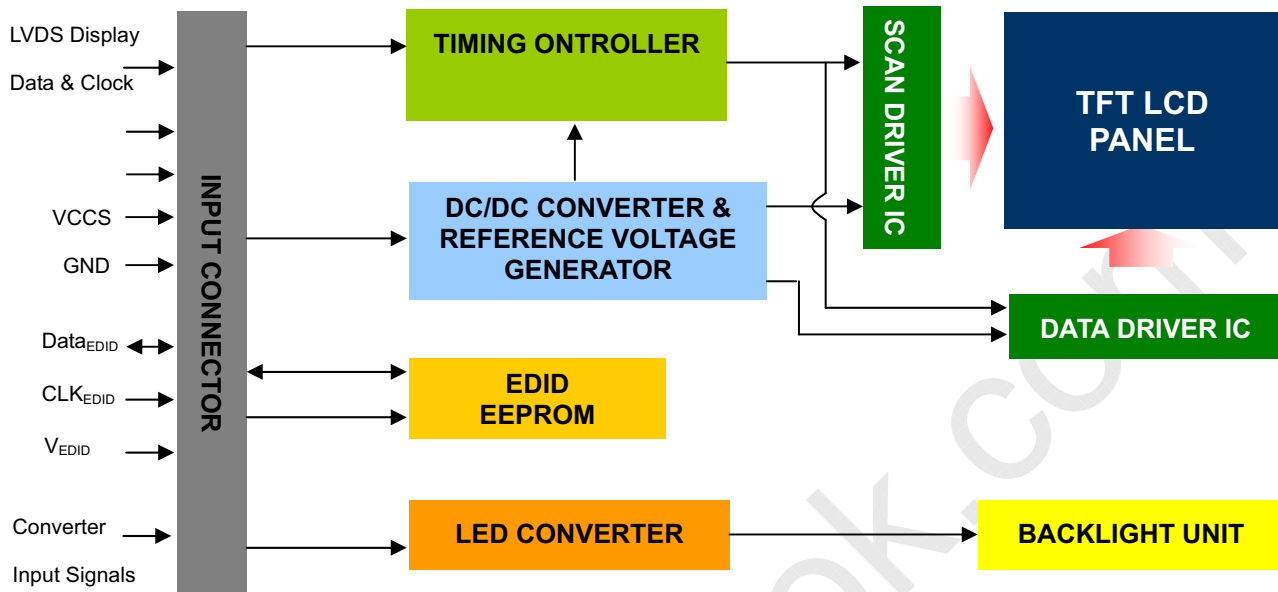 LVDS Display
Data & Clock
VCCS
GND
DataEDID
CLKEDID
VEDID
Converter
Input Signals
INPUT CONNECTOR
TIMING ONTROLLER
DC/DC CONVERTER &
REFERENCE VOLTAGE
GENERATOR
EDID
EEPROM
LED CONVERTER
SCAN DRIVER IC
TFT LCD
PANEL
DATA DRIVER IC
BACKLIGHT UNIT